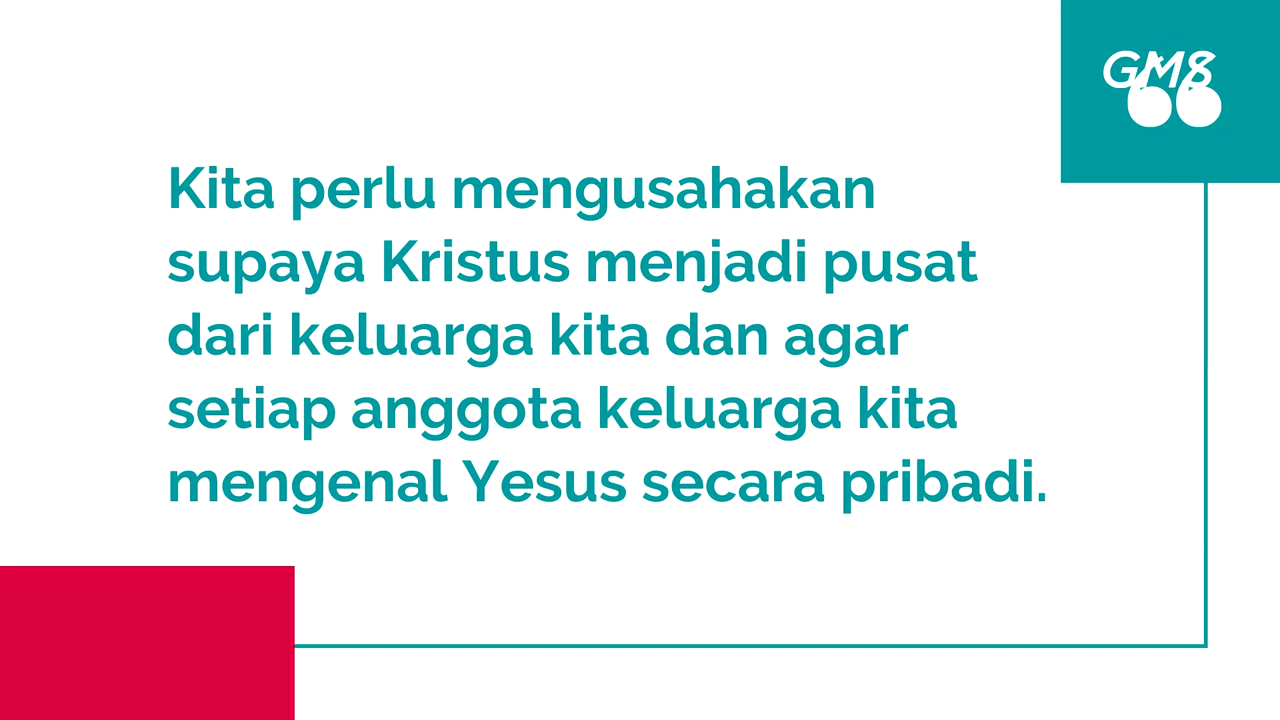 GMS
Kita perlu mengusahakan
supaya Kristus menjadi pusat
dari keluarga kita dan agar
setiap anggota keluarga kita
mengenal Yesus secara pribadi.